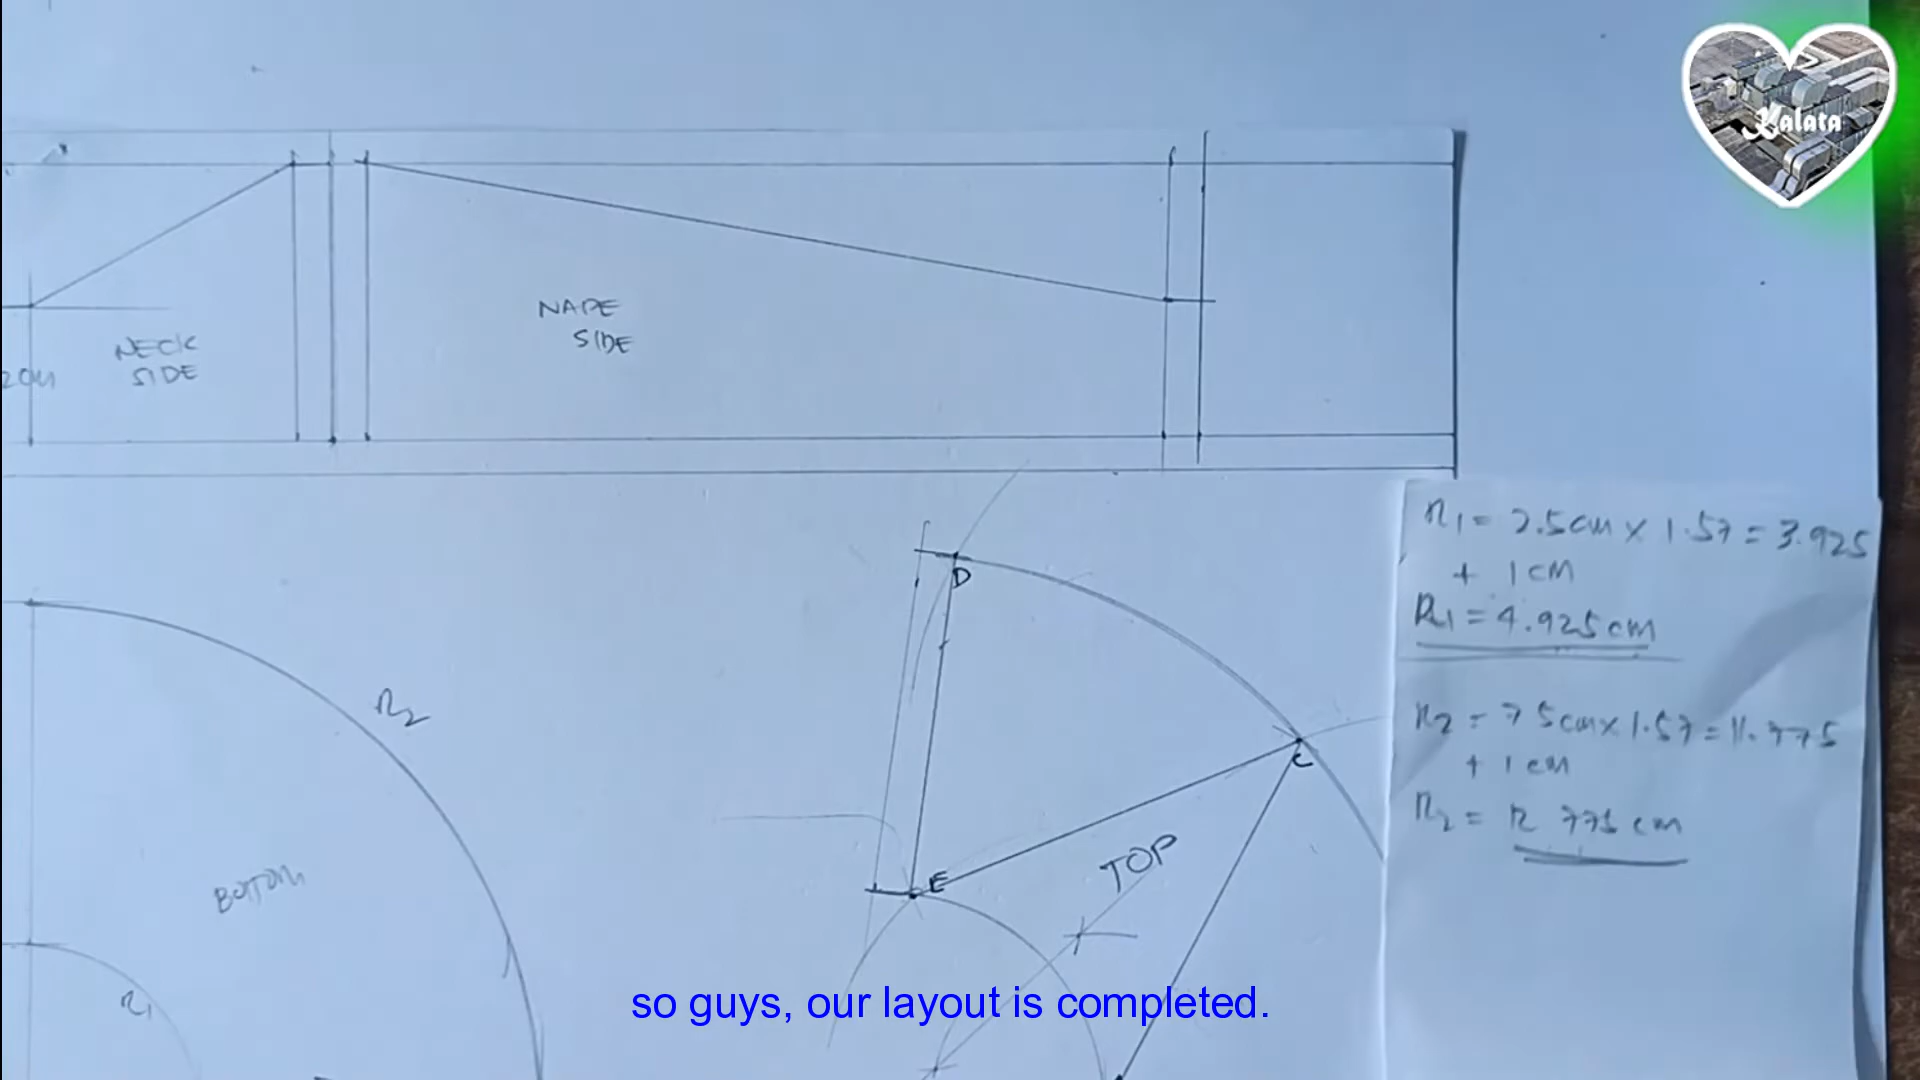 Kalata
NAPE
SIDE
NECK
SIDE
r1 = 2.5cm x 1.57 = 3.925
+ 1 cm
R1 = 4.925 cm
D
r2
r2 = 7 5cm x 1.57 = 11.775
+ 1 cm
R2 = 12 775 cm
C
TOP
E
BOTTOM
r1
so guys, our layout is completed.